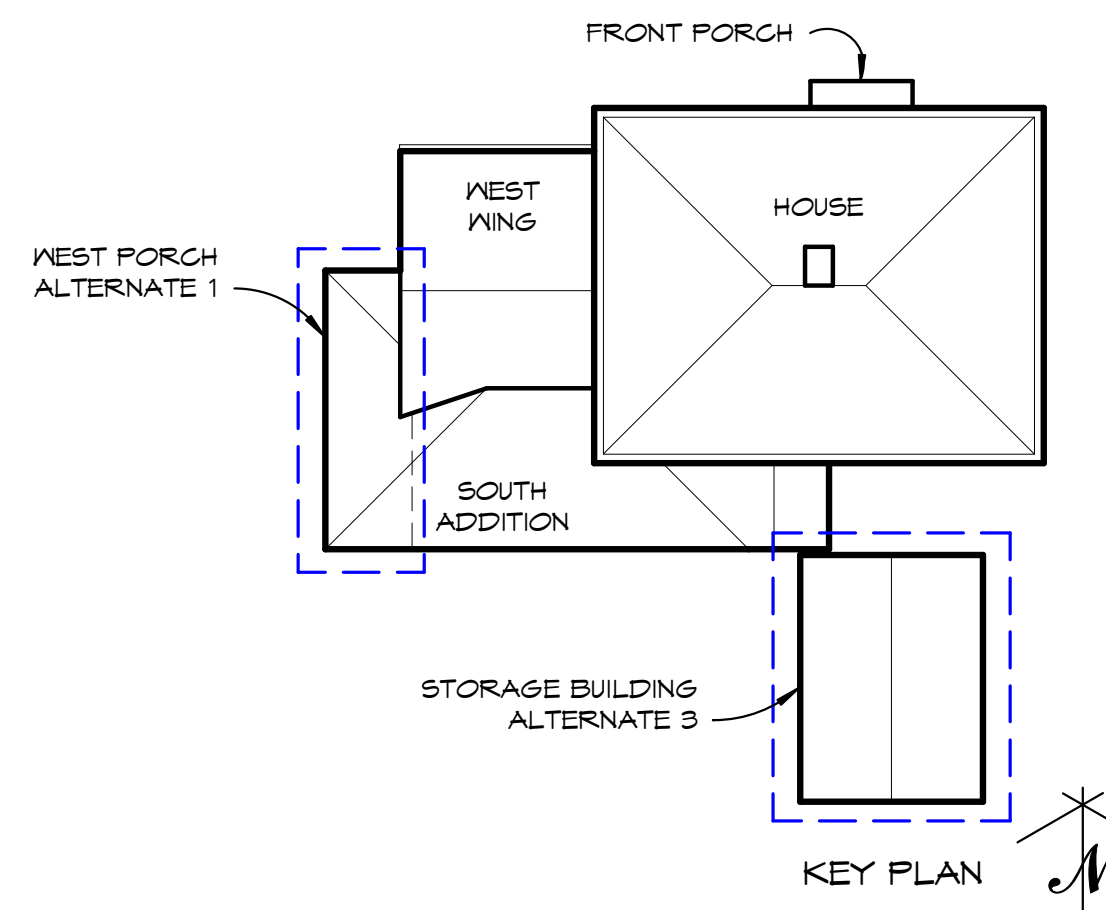 FRONT PORCH
WEST
WING
HOUSE
WEST PORCH
ALTERNATE 1
SOUTH
ADDITION
STORAGE BUILDING
ALTERNATE 3
KEY PLAN
N